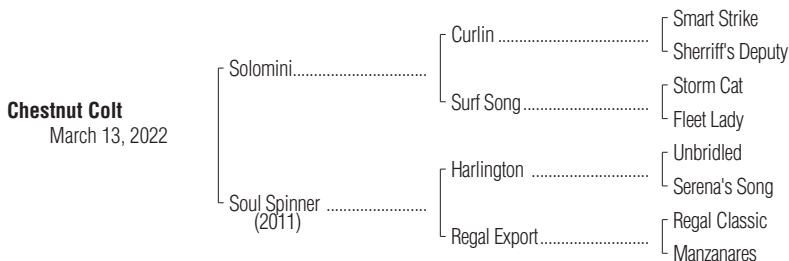 Chestnut Colt
March 13, 2022
Solomini..............................
Soul Spinner ......................
(2011)
Curlin .................................
Surf Song...........................
Harlington .........................
Regal Export......................
Smart Strike
Sherriff's Deputy
Storm Cat
Fleet Lady
Unbridled
Serena's Song
Regal Classic
Manzanares